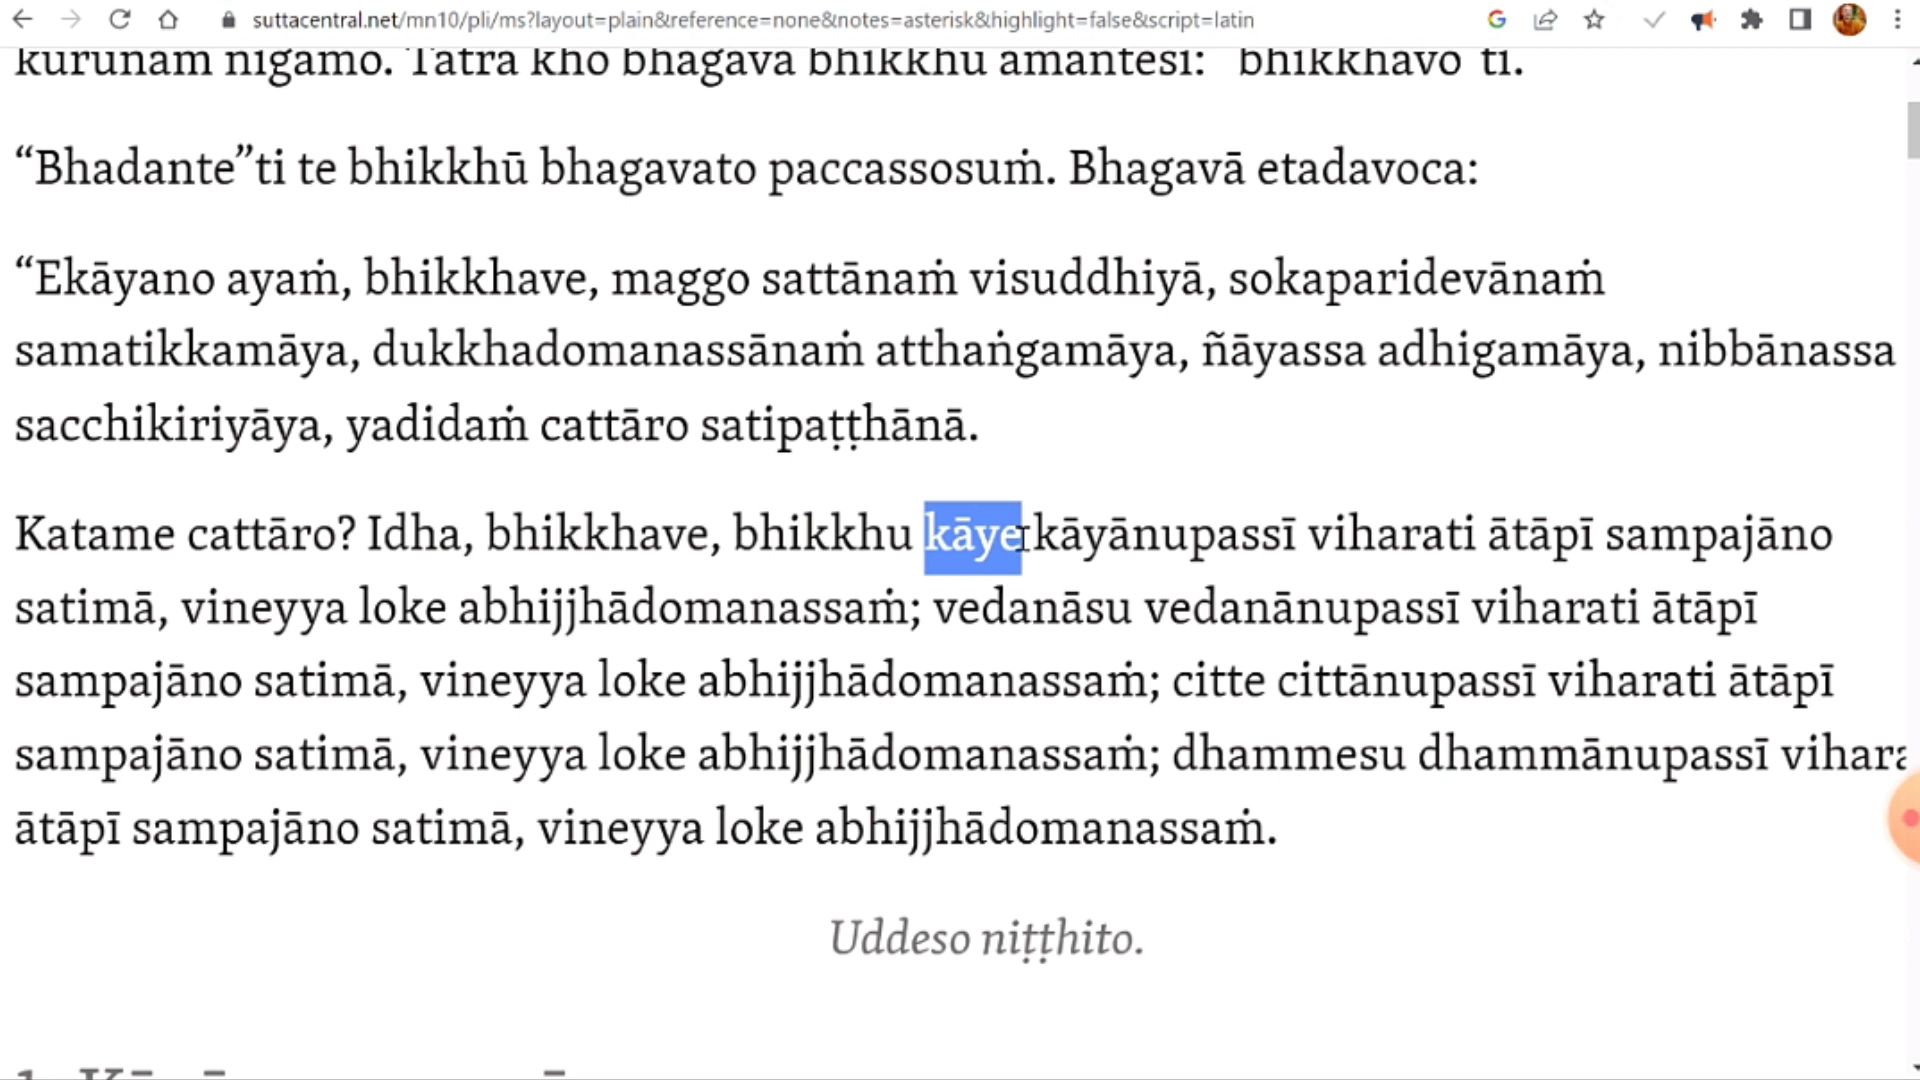 suttacentral.net/mn10/pli/ms?layout=plain&reference=none&notes=asterisk&highlight=false&script=latin
kurūnaṁ nigamo. Tatra kho bhagavā bhikkhū āmantesi: “bhikkhavo”ti.
“Bhadante”ti te bhikkhū bhagavato paccassosuṁ. Bhagavā etadavoca:
“Ekāyano ayaṁ, bhikkhave, maggo sattānaṁ visuddhiyā, sokaparidevānaṁ
samatikkamāya, dukkhadomanassānaṁ atthaṅgamāya, ñāyassa adhigamāya, nibbānassa
sacchikiriyāya, yadidaṁ cattāro satipaṭṭhānā.
Katame cattāro? Idha, bhikkhave, bhikkhu kāye kāyānupassī viharati ātāpī sampajāno
satimā, vineyya loke abhijjhādomanassaṁ; vedanāsu vedanānupassī viharati ātāpī
sampajāno satimā, vineyya loke abhijjhādomanassaṁ; citte cittānupassī viharati ātāpī
sampajāno satimā, vineyya loke abhijjhādomanassaṁ; dhammesu dhammānupassī vihara
ātāpī sampajāno satimā, vineyya loke abhijjhādomanassaṁ.
Uddeso niṭṭhito.